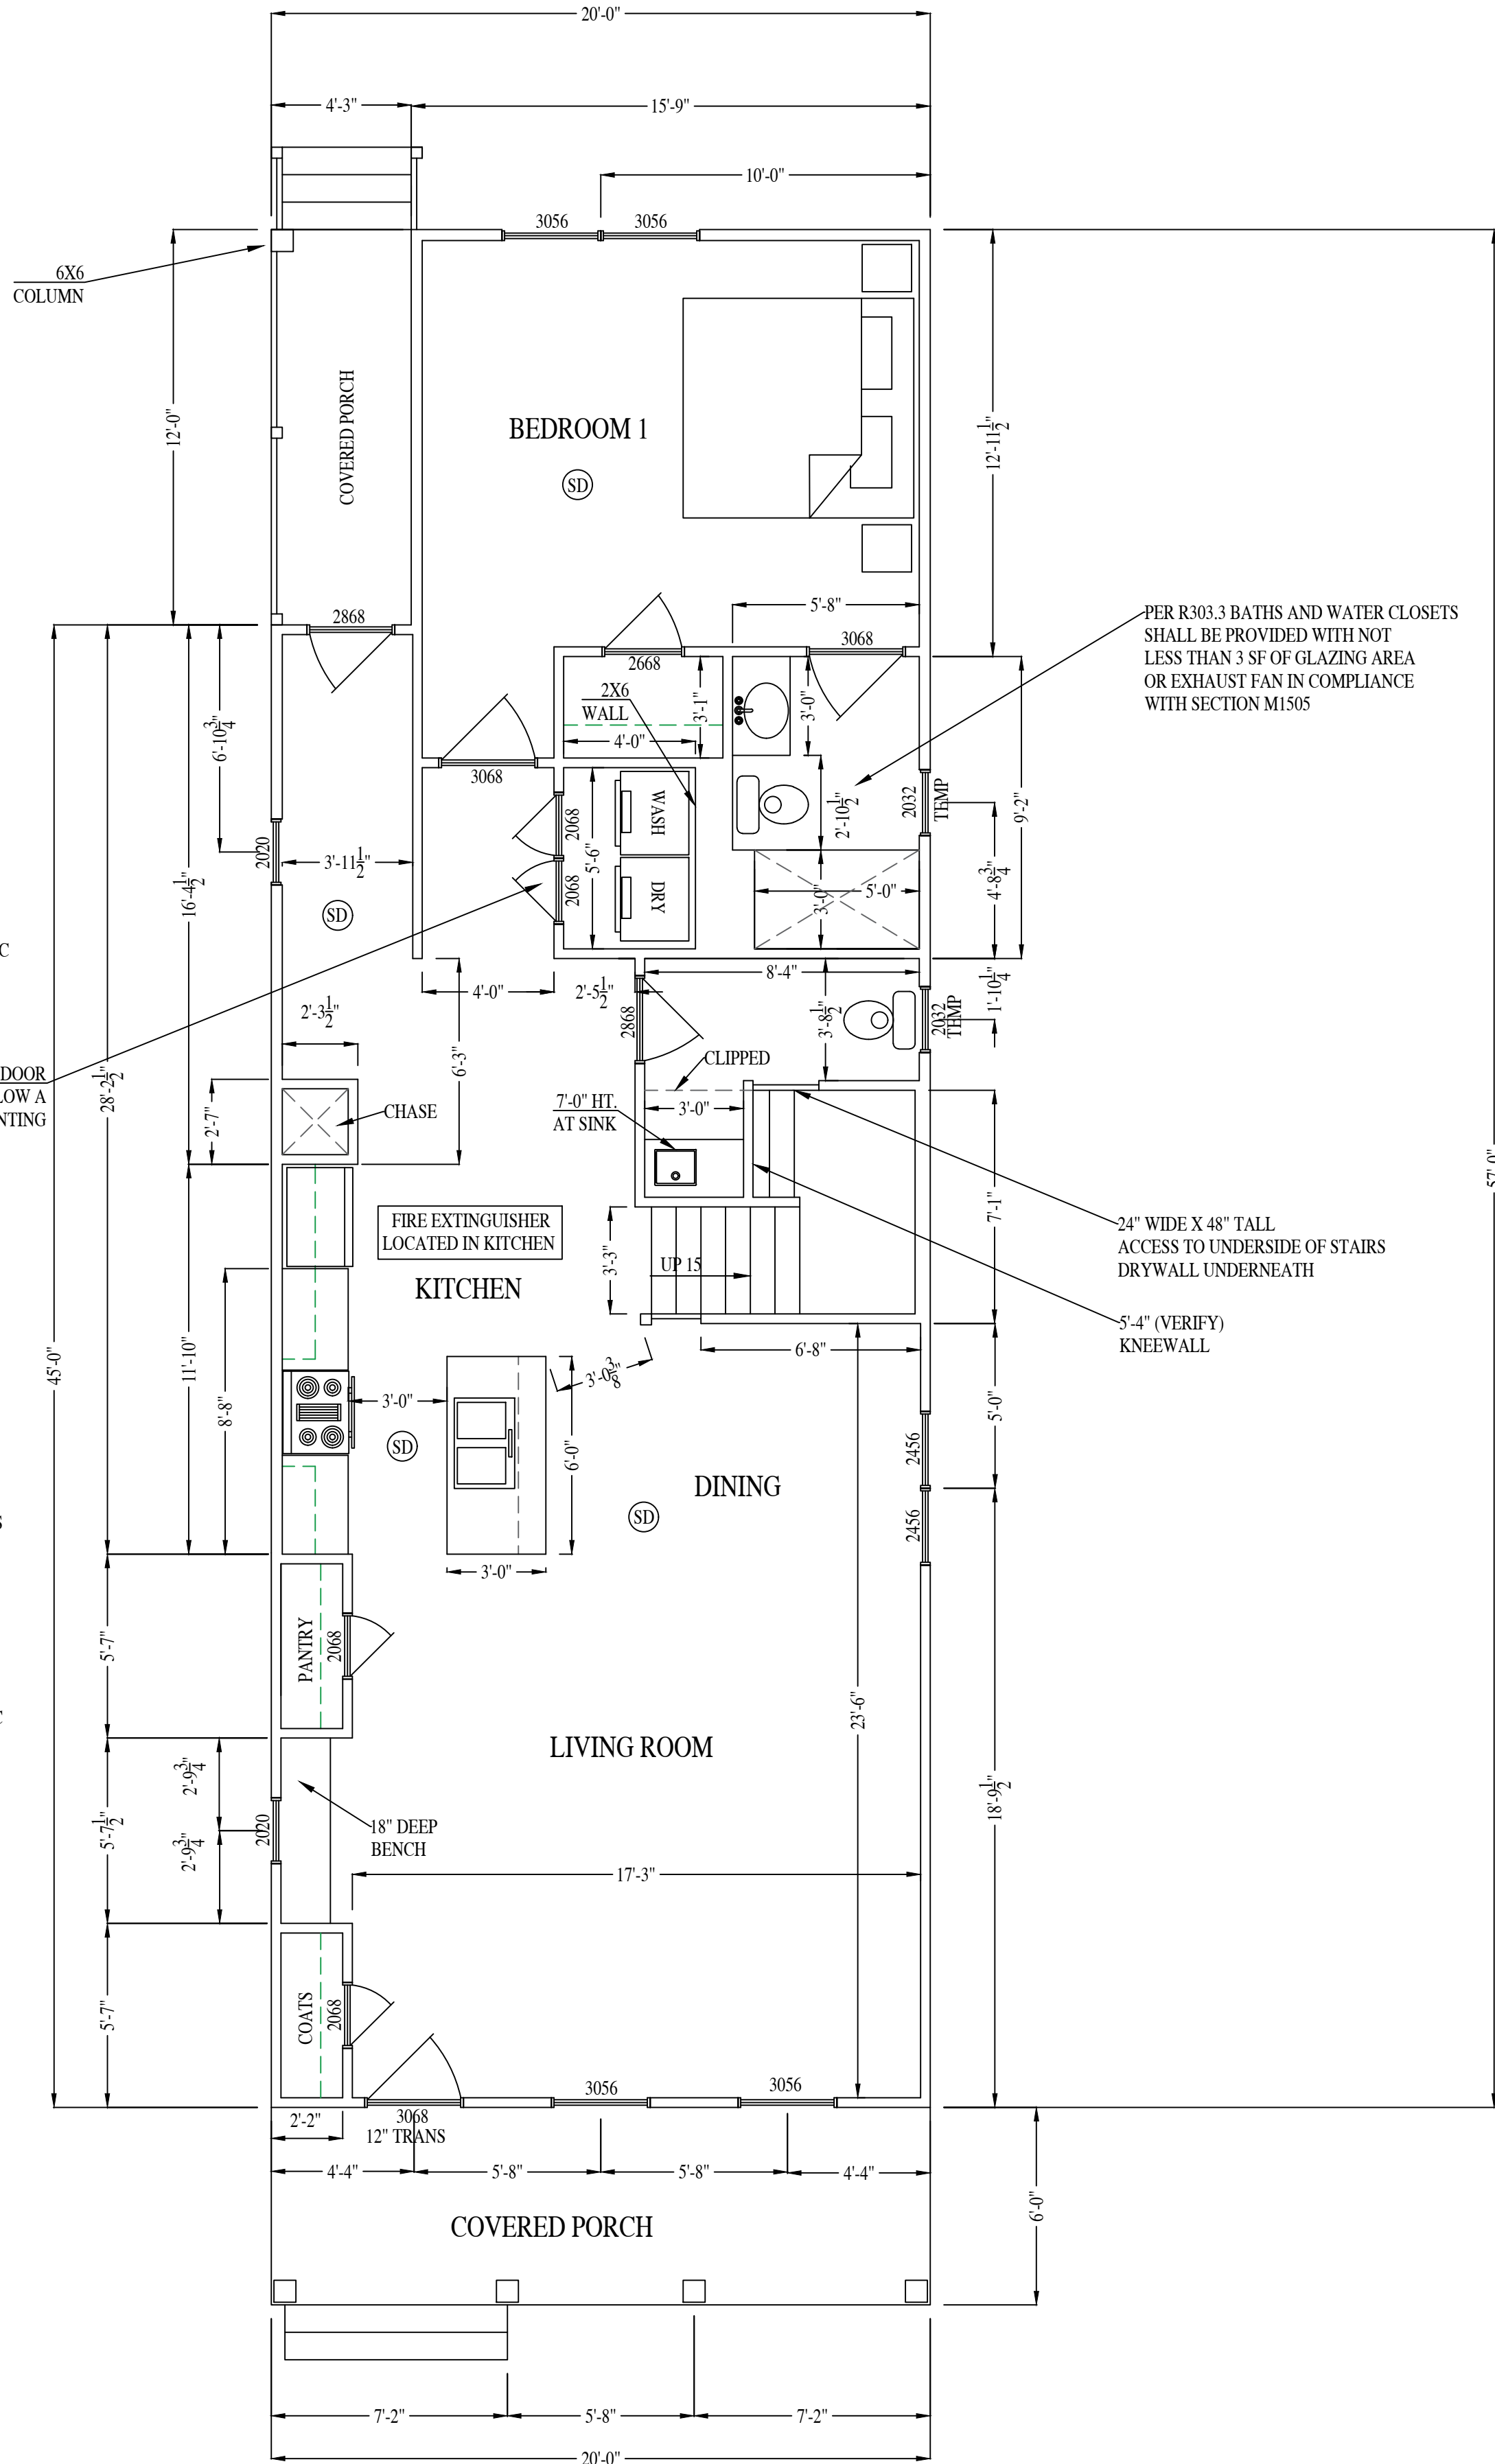 20'-0"
4'-3"
15'-9"
10'-0"
3056
3056
6X6
COLUMN
12'-0"
COVERED PORCH
BEDROOM 1
SD
12'-11 1/2"
57'-0"
5'-8"
PER R303.3 BATHS AND WATER CLOSETS
SHALL BE PROVIDED WITH NOT
LESS THAN 3 SF OF GLAZING AREA
OR EXHAUST FAN IN COMPLIANCE
WITH SECTION M1505
2868
3068
2668
2X6
WALL
3'-1"
3'-0"
4'-0"
6'-10 3/4"
3068
WASH
2068
2'-10 1/2"
2032
TEMP
9'-2"
2020
3'-11 1/2"
5'-6"
16'-4 1/2"
2068
DRY
3'-0"
5'-0"
4'-8 3/4"
SD
C
8'-4"
4'-0"
2'-5 1/2"
2'-3 1/2"
2868
3'-8 1/2"
2032
TEMP
1'-10 1/4"
6'-3"
CLIPPED
DOOR
LOW A
NTING
28'-2 1/2"
2'-7"
CHASE
7'-0" HT.
AT SINK
3'-0"
7'-1"
FIRE EXTINGUISHER
LOCATED IN KITCHEN
24" WIDE X 48" TALL
ACCESS TO UNDERSIDE OF STAIRS
DRYWALL UNDERNEATH
KITCHEN
3'-3"
UP 15
5'-4" (VERIFY)
KNEEWALL
45'-0"
11'-10"
8'-8"
6'-8"
3'-0 3/8"
3'-0"
5'-0"
SD
6'-0"
2456
DINING
SD
2456
S
3'-0"
5'-7"
PANTRY
2068
23'-6"
LIVING ROOM
2'-9 3/4"
5'-7 1/2"
2020
2'-9 3/4"
18" DEEP
BENCH
18'-9 1/2"
17'-3"
5'-7"
COATS
2068
3056
3056
2'-2"
3068
12" TRANS
4'-4"
5'-8"
5'-8"
4'-4"
6'-0"
COVERED PORCH
7'-2"
5'-8"
7'-2"
20'-0"